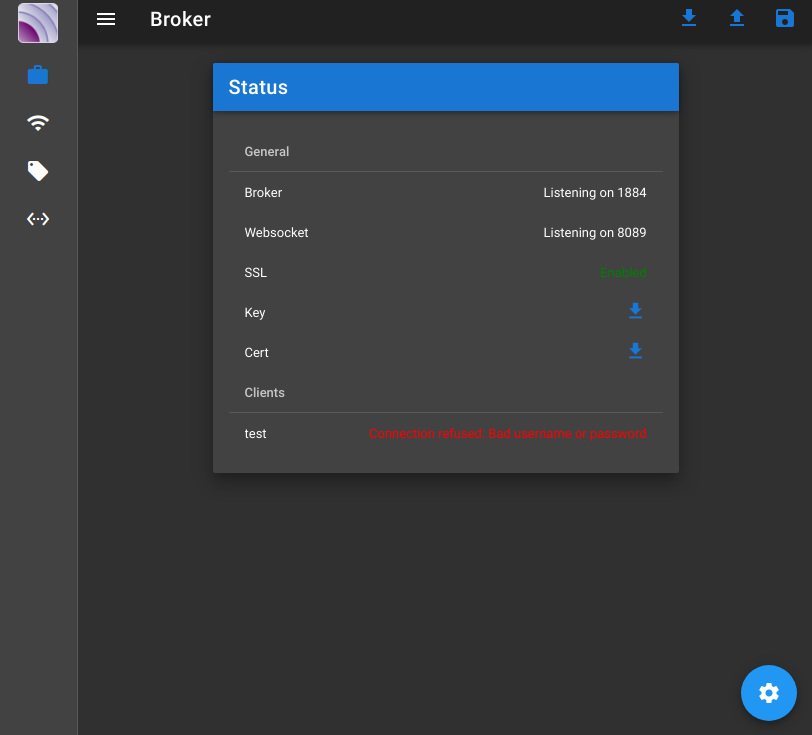 Broker
Status
General
Broker Listening on 1884
Websocket Listening on 8089
SSL Enabled
Key
Cert
Clients
test Connection refused: Bad username or password